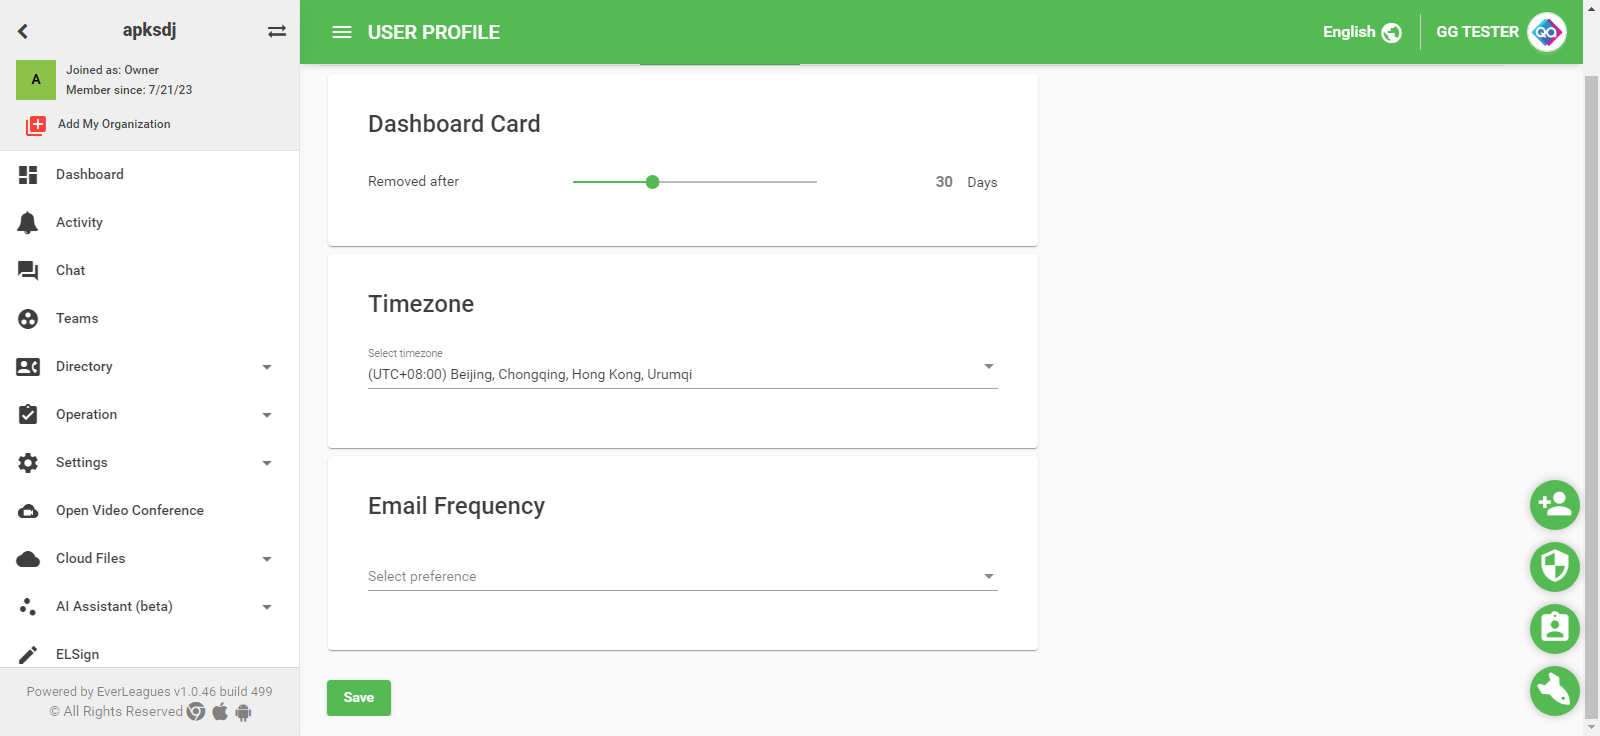 apksdj
A
Joined as: Owner
Member since: 7/21/23
Add My Organization
Dashboard
Activity
Chat
Teams
Directory
Operation
Settings
Open Video Conference
Cloud Files
AI Assistant (beta)
ELSign
Powered by EverLeagues v1.0.46 build 499
© All Rights Reserved
USER PROFILE
English
GG TESTER
QA
Dashboard Card
Removed after
30 Days
Timezone
Select timezone
(UTC+08:00) Beijing, Chongqing, Hong Kong, Urumqi
Email Frequency
Select preference
Save